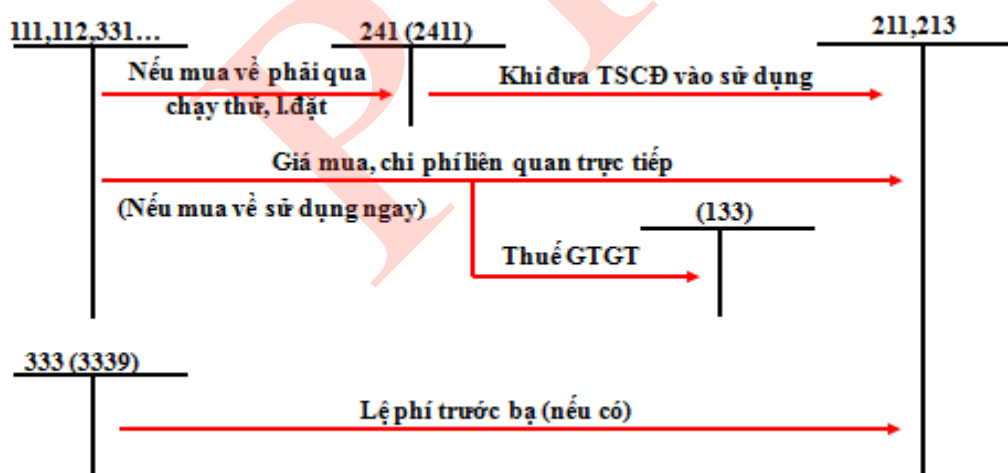 111,112,331...
241 (2411)
211,213
Nếu mua về phải qua
chạy thử, l.đặt
Khi đưa TSCĐ vào sử dụng
Giá mua, chi phí liên quan trực tiếp
(Nếu mua về sử dụng ngay)
(133)
Thuế GTGT
333 (3339)
Lệ phí trước bạ (nếu có)